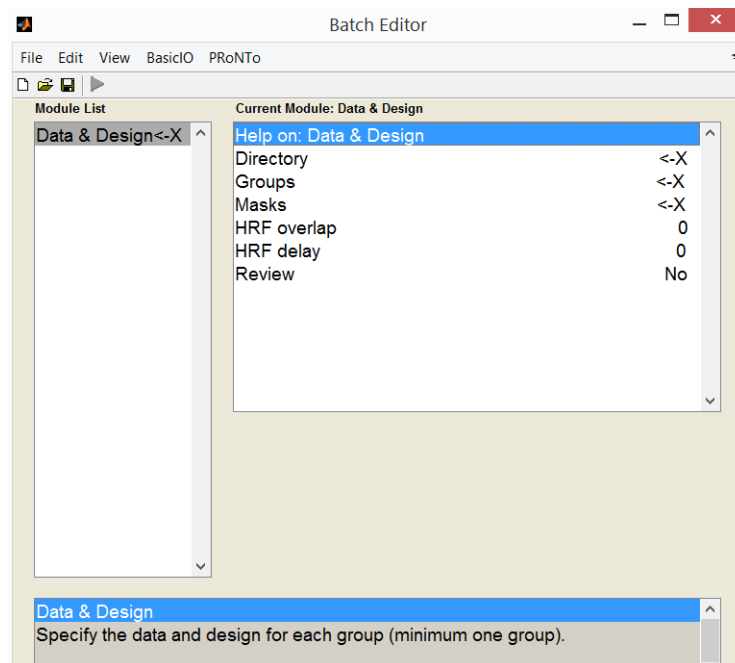 Batch Editor
File Edit View BasicIO PRoNTo
Module List
Current Module: Data & Design
Data & Design<-X
Help on: Data & Design
Directory <-X
Groups <-X
Masks <-X
HRF overlap 0
HRF delay 0
Review No
Data & Design
Specify the data and design for each group (minimum one group).